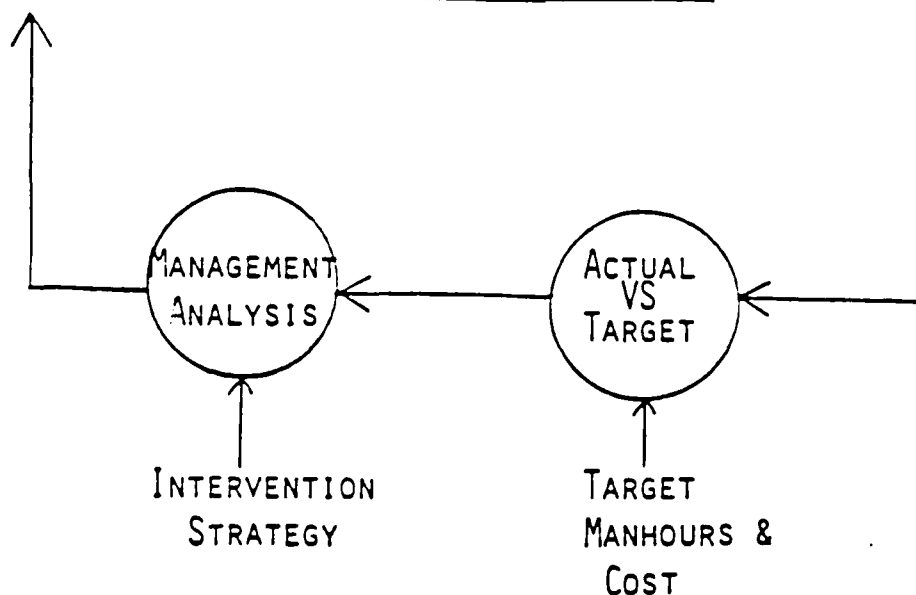 MANAGEMENT
ANALYSIS
ACTUAL
VS
TARGET
INTERVENTION
STRATEGY
TARGET
MANHOURS &
COST